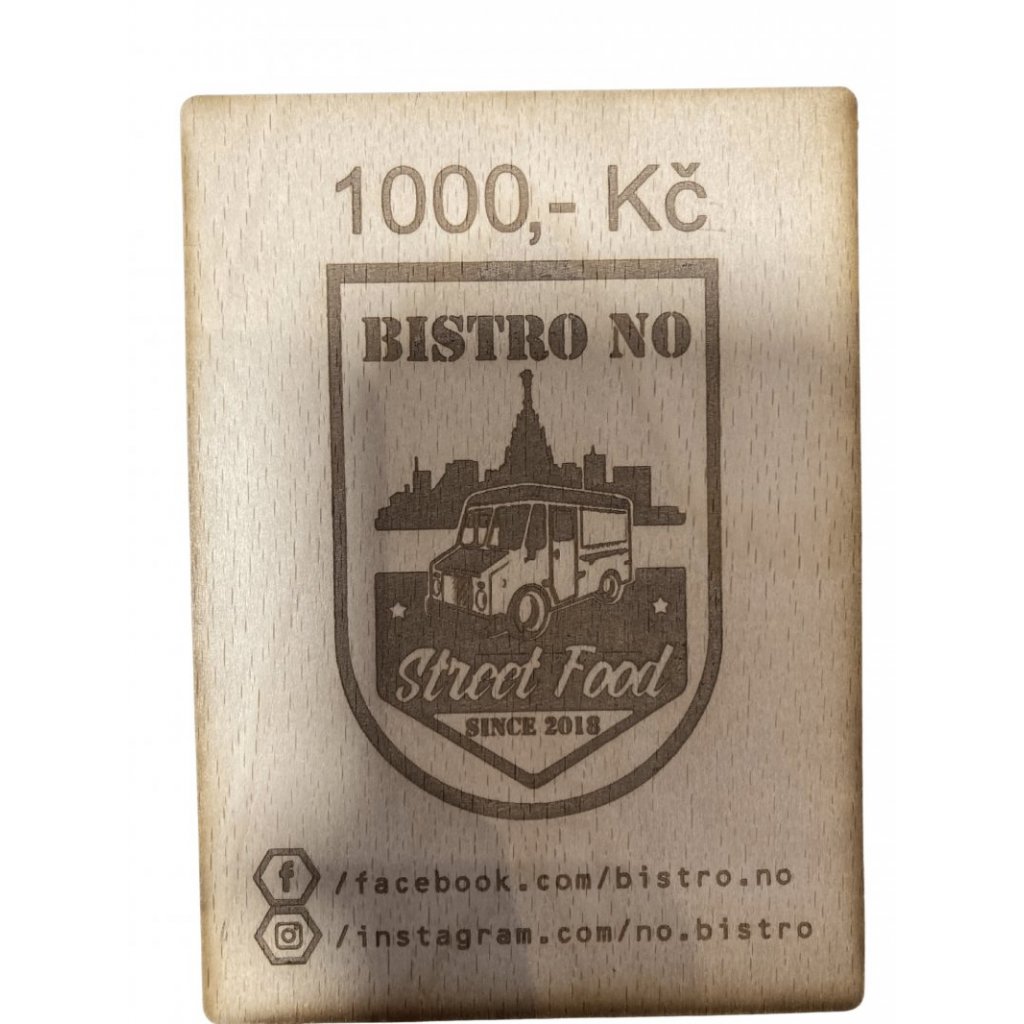 1000,- Kč
BISTRO NO
Street Food
SINCE 2018
/facebook.com/bistro.no
/instagram.com/no.bistro